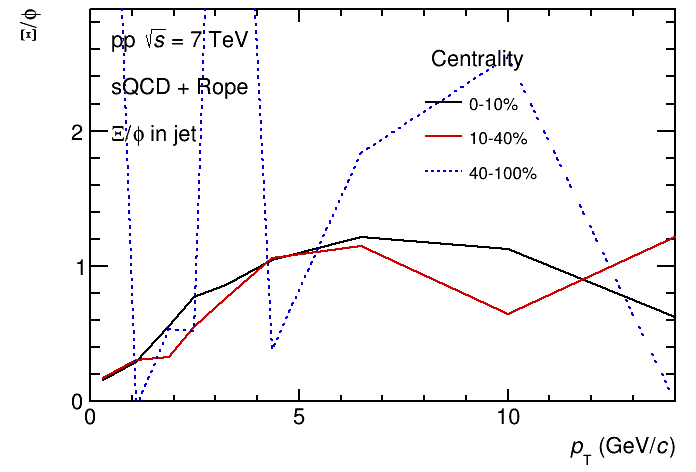 Ξ/φ
pp √s = 7 TeV
sQCD + Rope
Ξ/φ in jet
Centrality
0-10%
10-40%
40-100%
2
1
0
0 5 10
p_T (GeV/c)